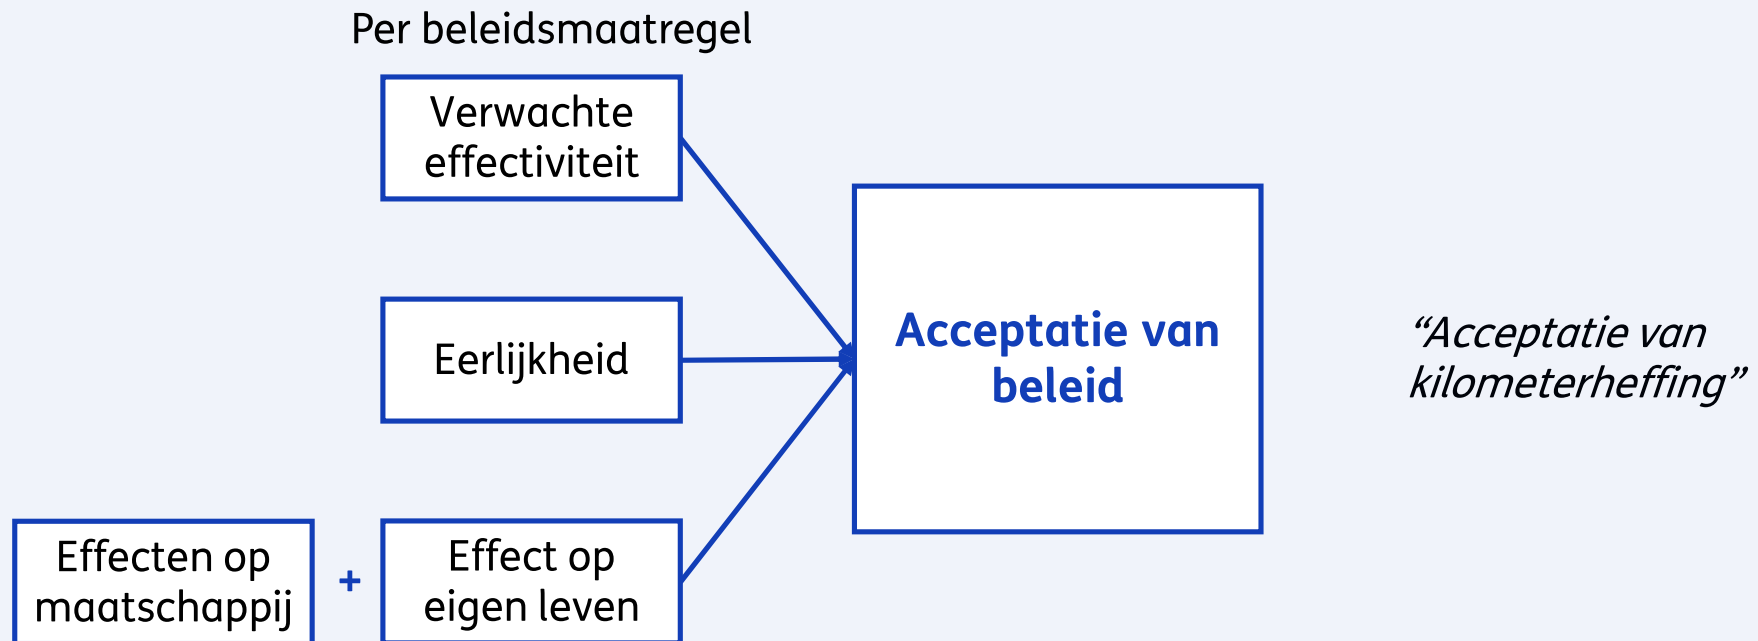 Per beleidsmaatregel
Verwachte
effectiviteit
Eerlijkheid
Effecten op
maatschappij
+
Effect op
eigen leven
Acceptatie van
beleid
“Acceptatie van
kilometerheffing”